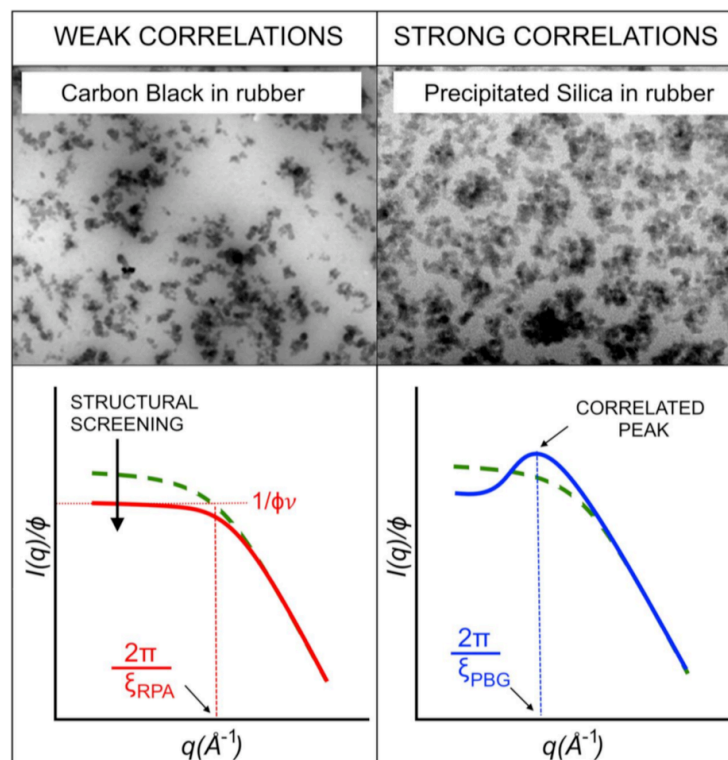 WEAK CORRELATIONS
STRONG CORRELATIONS
Carbon Black in rubber
Precipitated Silica in rubber
STRUCTURAL
SCREENING
1/ϕν
I(q)/ϕ
2π
ξRPA
q(Å⁻¹)
CORRELATED
PEAK
I(q)/ϕ
2π
ξPBG
q(Å⁻¹)